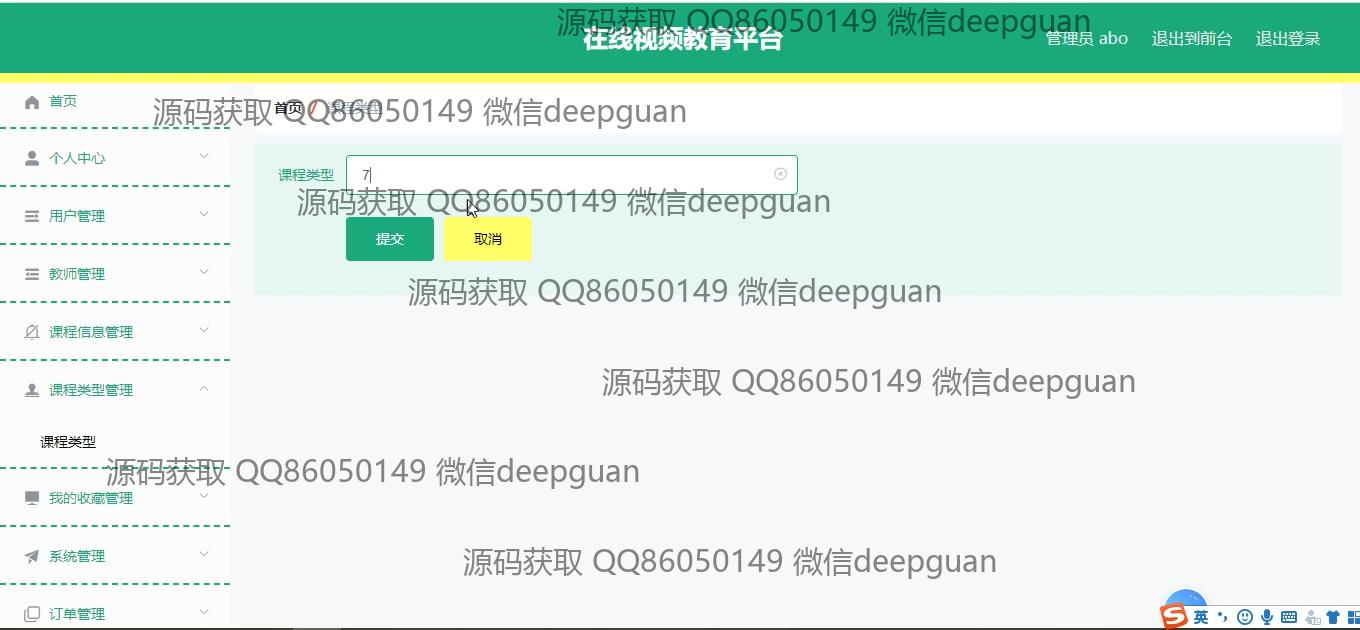 源码获取 QQ86050149 微信deepguan
在线视频教育平台
管理员 abo 退出到前台 退出登录
首页
源码获取 QQ86050149 微信deepguan
首页 / 课程类型
个人中心
课程类型 7
源码获取 QQ86050149 微信deepguan
用户管理
提交 取消
教师管理
源码获取 QQ86050149 微信deepguan
课程信息管理
课程类型管理
源码获取 QQ86050149 微信deepguan
课程类型
源码获取 QQ86050149 微信deepguan
我的收藏管理
系统管理
源码获取 QQ86050149 微信deepguan
订单管理
S 英